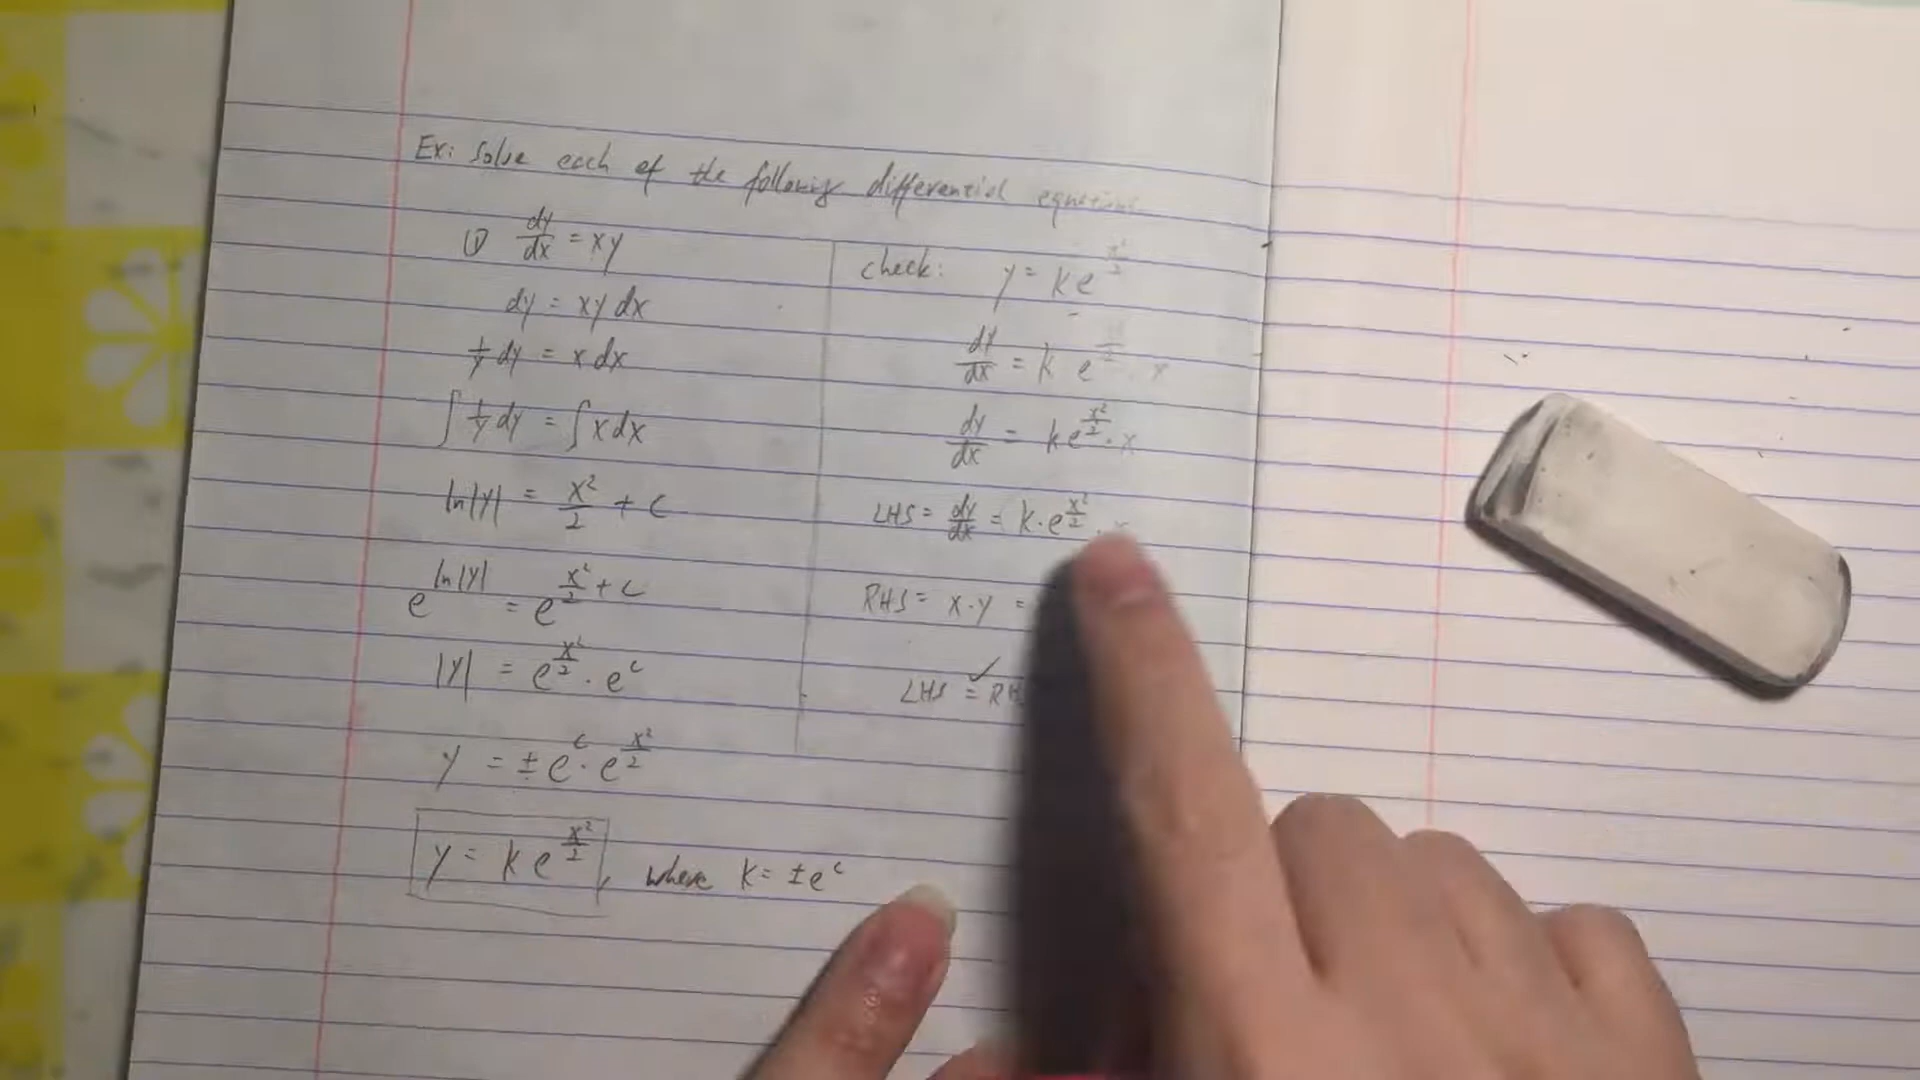 Ex: Solve each of the following differential equations
① dy/dx = xy
dy = xy dx
1/y dy = x dx
∫ 1/y dy = ∫ x dx
ln|y| = x²/2 + C
e^(ln|y|) = e^(x²/2 + C)
|y| = e^(x²/2) · e^C
y = ± e^C · e^(x²/2)
y = k e^(x²/2), where k = ±e^C
check: y = k e^(x²/2)
dy/dx = k e^(x²/2) · x
dy/dx = k e^(x²/2) · x
LHS = dy/dx = k · e^(x²/2) · x
RHS = x · y =
LHS = RH
✓